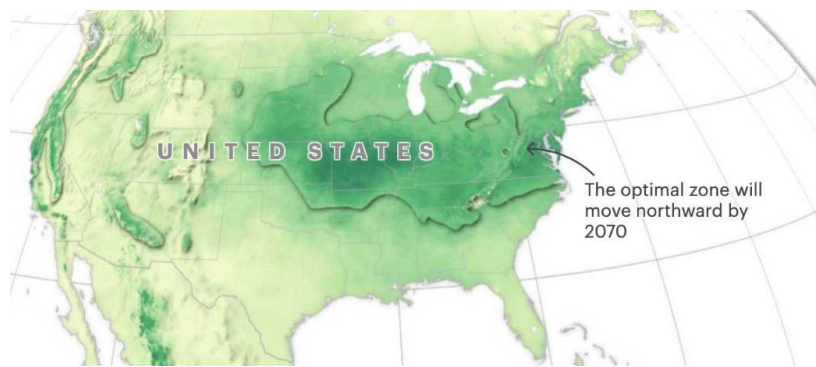 UNITED STATES
The optimal zone will
move northward by
2070